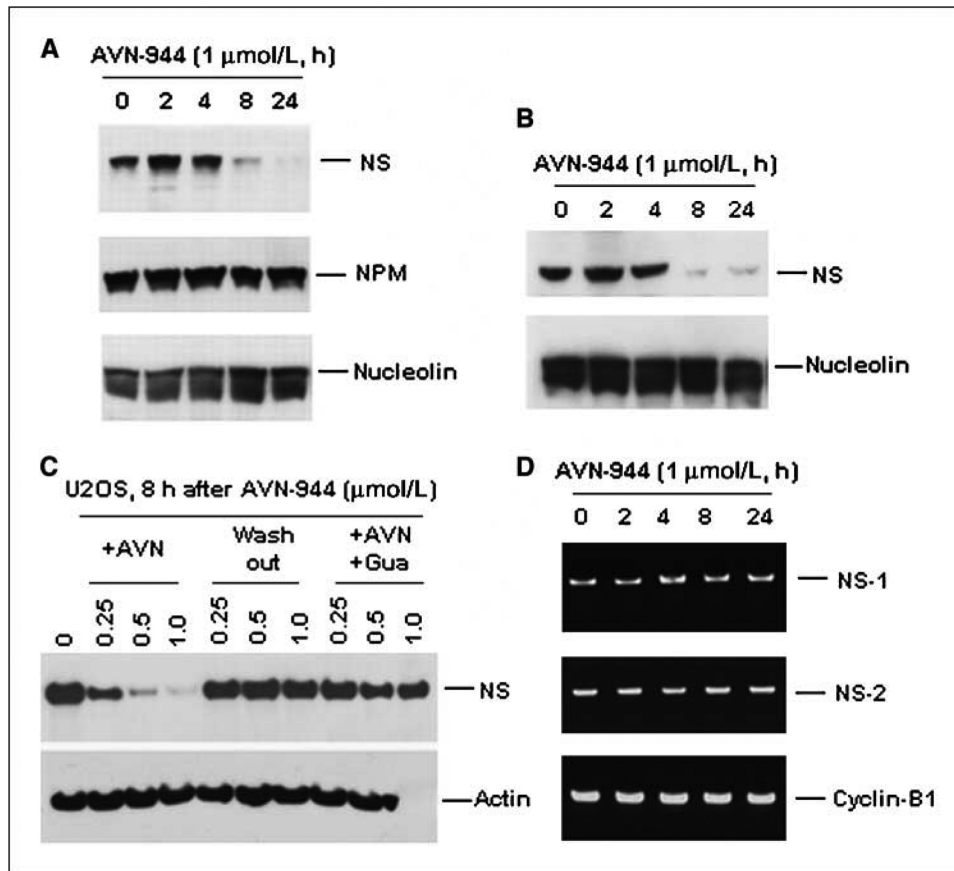 A
AVN-944 (1 μmol/L, h)
0 2 4 8 24
NS
NPM
Nucleolin
B
AVN-944 (1 μmol/L, h)
0 2 4 8 24
NS
Nucleolin
C
U2OS, 8 h after AVN-944 (μmol/L)
+AVN Wash out +AVN +Gua
0 0.25 0.5 1.0 0.25 0.5 1.0 0.25 0.5 1.0
NS
Actin
D
AVN-944 (1 μmol/L, h)
0 2 4 8 24
NS-1
NS-2
Cyclin-B1